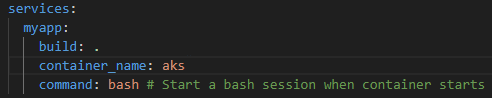 services:
  myapp:
    build: .
    container_name: aks
    command: bash # Start a bash session when container starts